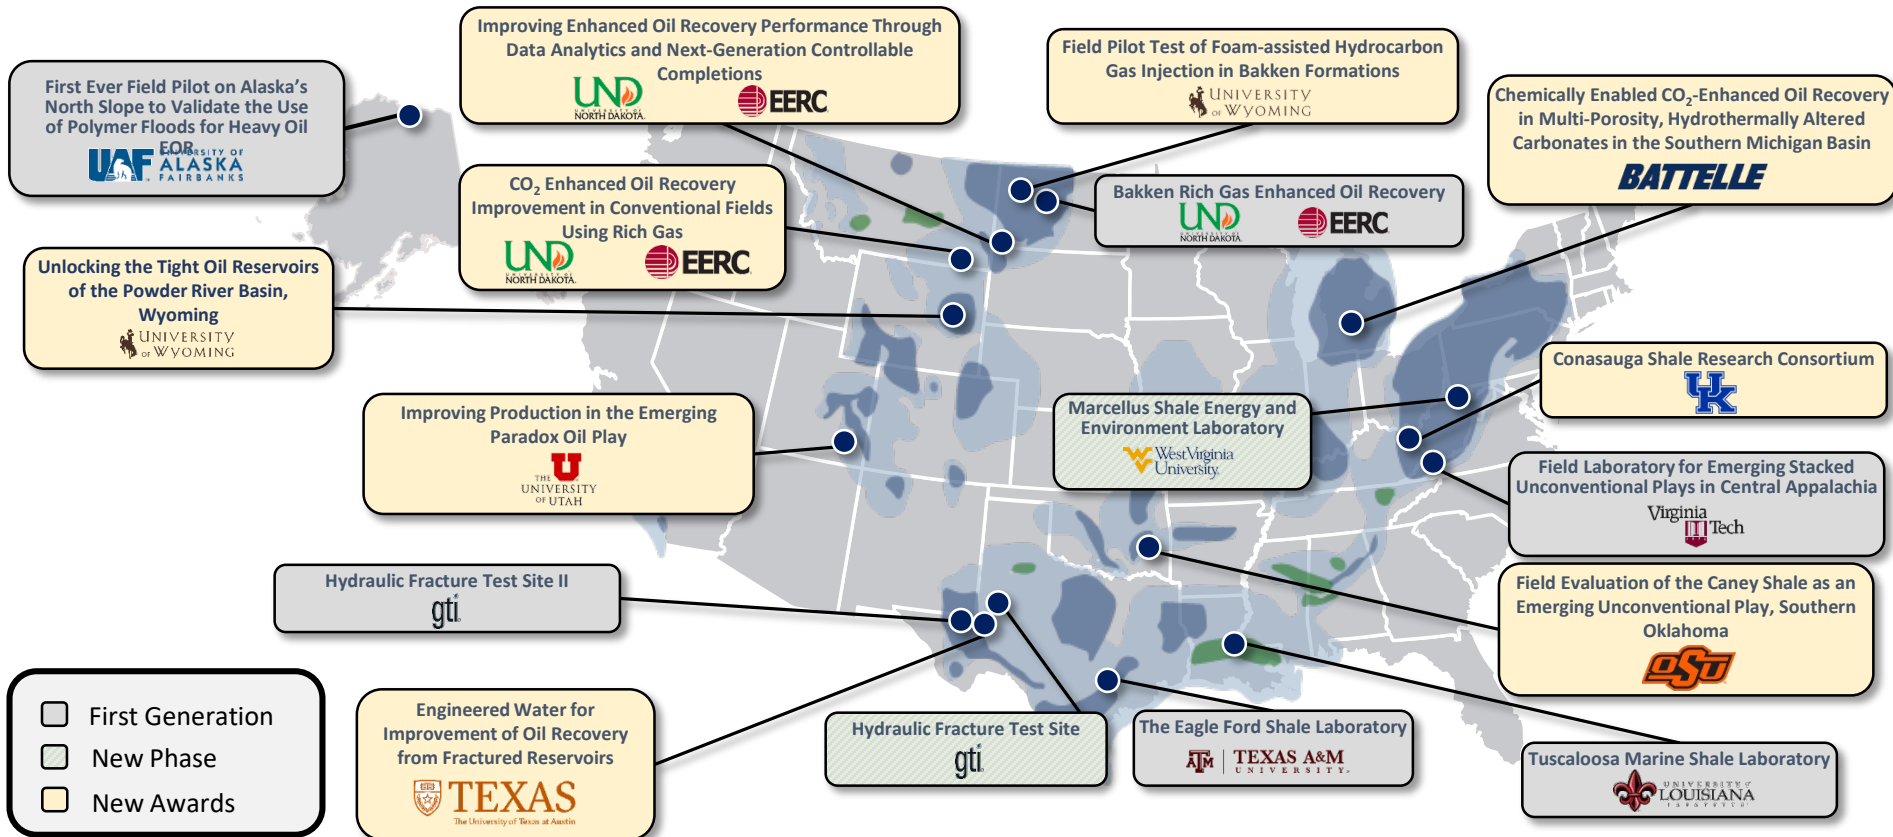 Improving Enhanced Oil Recovery Performance Through
Data Analytics and Next-Generation Controllable
Completions
UND
UNIVERSITY OF
NORTH DAKOTA.
EERC.
Field Pilot Test of Foam-assisted Hydrocarbon
Gas Injection in Bakken Formations
UNIVERSITY
OF WYOMING
First Ever Field Pilot on Alaska's
North Slope to Validate the Use
of Polymer Floods for Heavy Oil
EOR
UAF
UNIVERSITY OF
ALASKA
FAIRBANKS
Chemically Enabled CO₂-Enhanced Oil Recovery
in Multi-Porosity, Hydrothermally Altered
Carbonates in the Southern Michigan Basin
BATTELLE
CO₂ Enhanced Oil Recovery
Improvement in Conventional Fields
Using Rich Gas
UND
UNIVERSITY OF
NORTH DAKOTA.
EERC.
Bakken Rich Gas Enhanced Oil Recovery
UND
UNIVERSITY OF
NORTH DAKOTA.
EERC.
Unlocking the Tight Oil Reservoirs
of the Powder River Basin,
Wyoming
UNIVERSITY
OF WYOMING
Conasauga Shale Research Consortium
UK
Improving Production in the Emerging
Paradox Oil Play
U
THE
UNIVERSITY
OF UTAH
Marcellus Shale Energy and
Environment Laboratory
WV
WestVirginia
University.
Field Laboratory for Emerging Stacked
Unconventional Plays in Central Appalachia
Virginia
Tech
Hydraulic Fracture Test Site II
gti.
Field Evaluation of the Caney Shale as an
Emerging Unconventional Play, Southern
Oklahoma
OSU
First Generation
New Phase
New Awards
Engineered Water for
Improvement of Oil Recovery
from Fractured Reservoirs
TEXAS
The University of Texas at Austin
Hydraulic Fracture Test Site
gti.
The Eagle Ford Shale Laboratory
ATM
TEXAS A&M
UNIVERSITY.
Tuscaloosa Marine Shale Laboratory
UNIVERSITY OF
LOUISIANA
LAFAYETTE